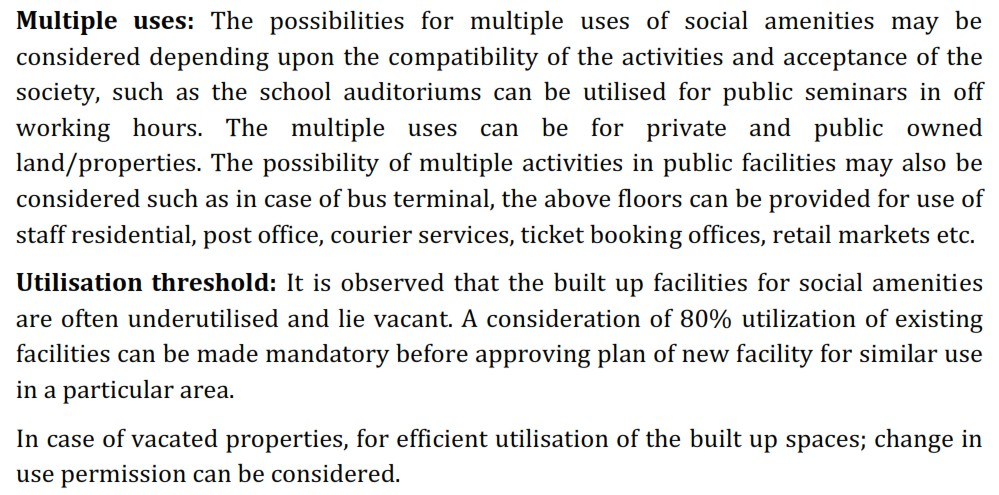 Multiple uses: The possibilities for multiple uses of social amenities may be
considered depending upon the compatibility of the activities and acceptance of the
society, such as the school auditoriums can be utilised for public seminars in off
working hours. The multiple uses can be for private and public owned
land/properties. The possibility of multiple activities in public facilities may also be
considered such as in case of bus terminal, the above floors can be provided for use of
staff residential, post office, courier services, ticket booking offices, retail markets etc.
Utilisation threshold: It is observed that the built up facilities for social amenities
are often underutilised and lie vacant. A consideration of 80% utilization of existing
facilities can be made mandatory before approving plan of new facility for similar use
in a particular area.
In case of vacated properties, for efficient utilisation of the built up spaces; change in
use permission can be considered.